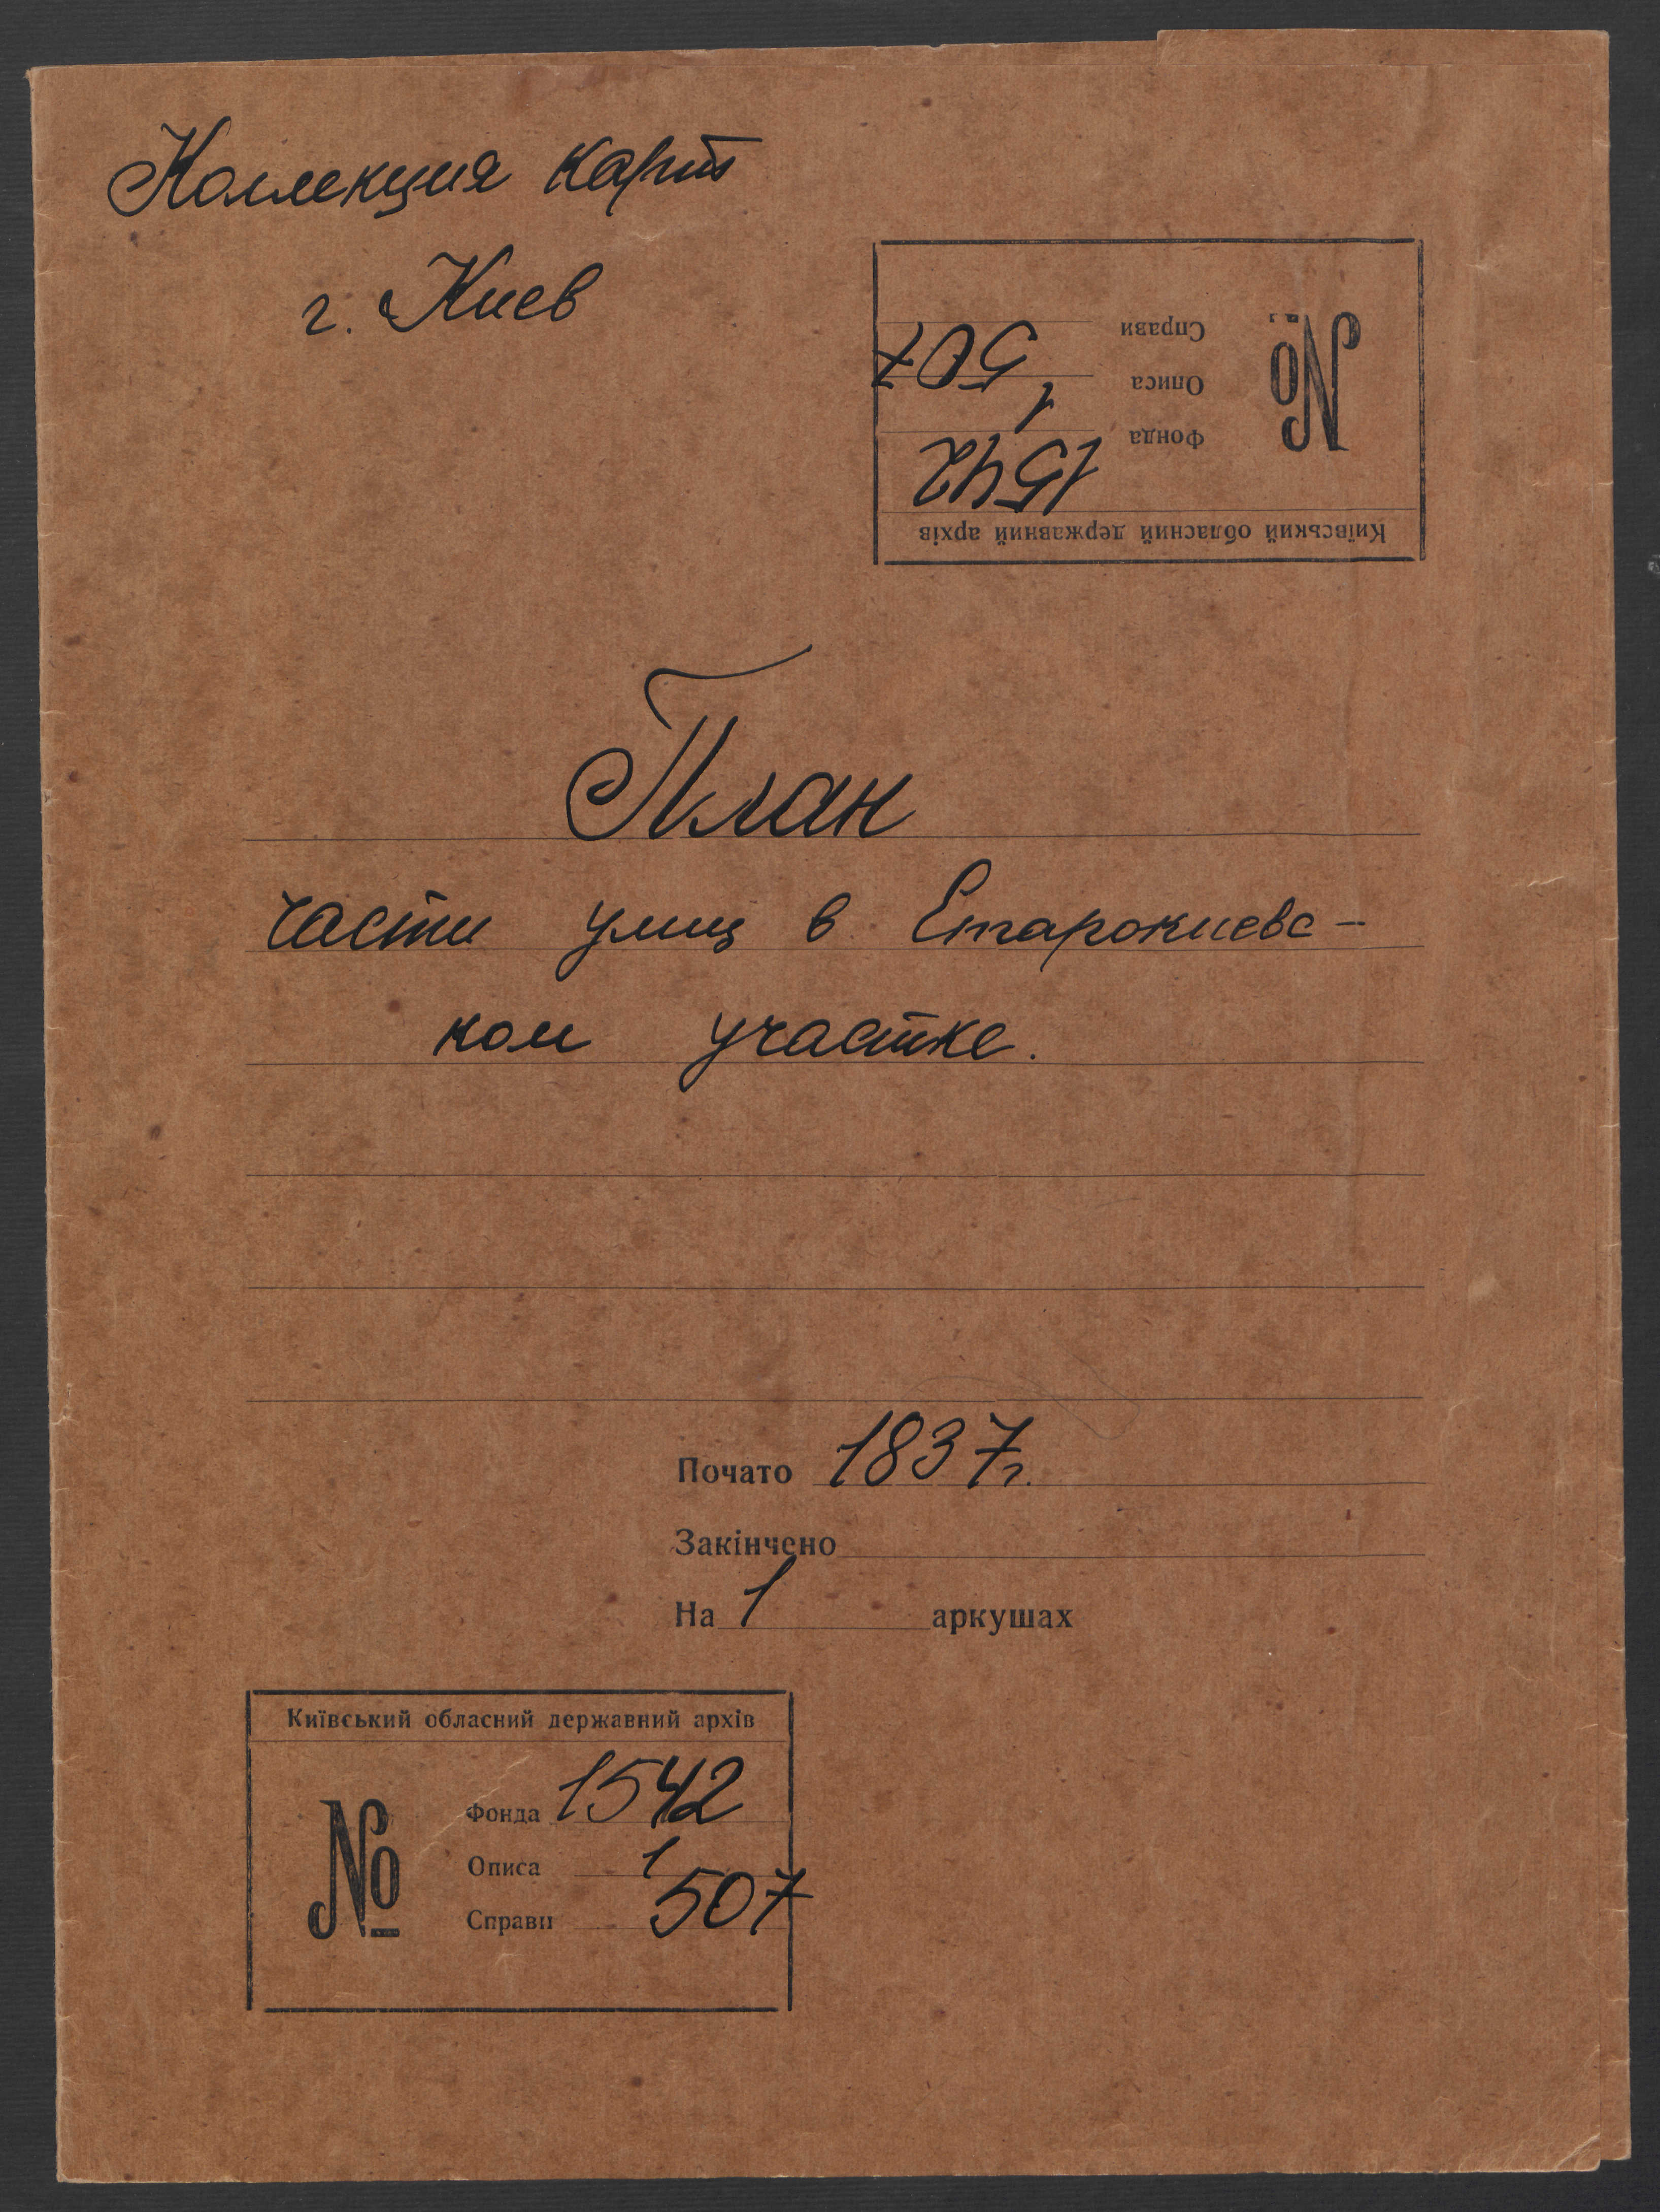 Коллекция карт
г. Киев
Справи 507
Описа 1
Фонда 1542
Київський обласний державний архів
№
План
части улиц в Старокиевс-
ком участке.
Почато 1837 г.
Закінчено
На 1 аркушах
Київський обласний державний архів
№
Фонда 1542
Описа 1
Справи 507